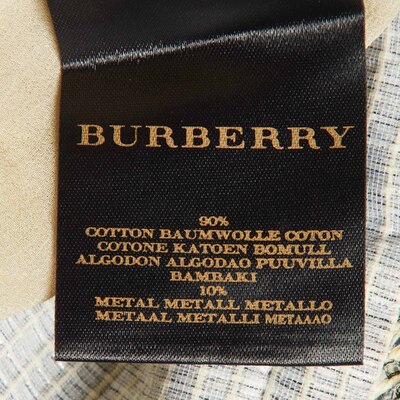 BURBERRY
90%
COTTON BAUMWOLLE COTON
COTONE KATOEN BOMULL
ALGODON ALGODAO PUUVILLA
BAMBAKI
10%
METAL METALL METALLO
METAAL METALLI ΜΕΤΑΛΛΟ